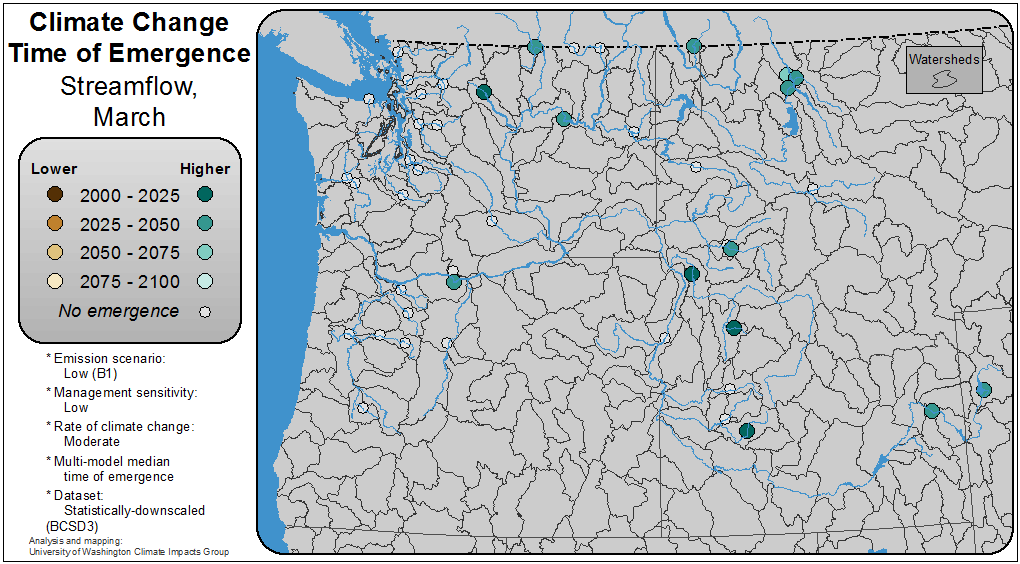 Climate Change
Time of Emergence
Streamflow,
March
Lower Higher
2000 - 2025
2025 - 2050
2050 - 2075
2075 - 2100
No emergence
* Emission scenario:
Low (B1)
* Management sensitivity:
Low
* Rate of climate change:
Moderate
* Multi-model median
time of emergence
* Dataset:
Statistically-downscaled
(BCSD3)
Analysis and mapping:
University of Washington Climate Impacts Group
Watersheds